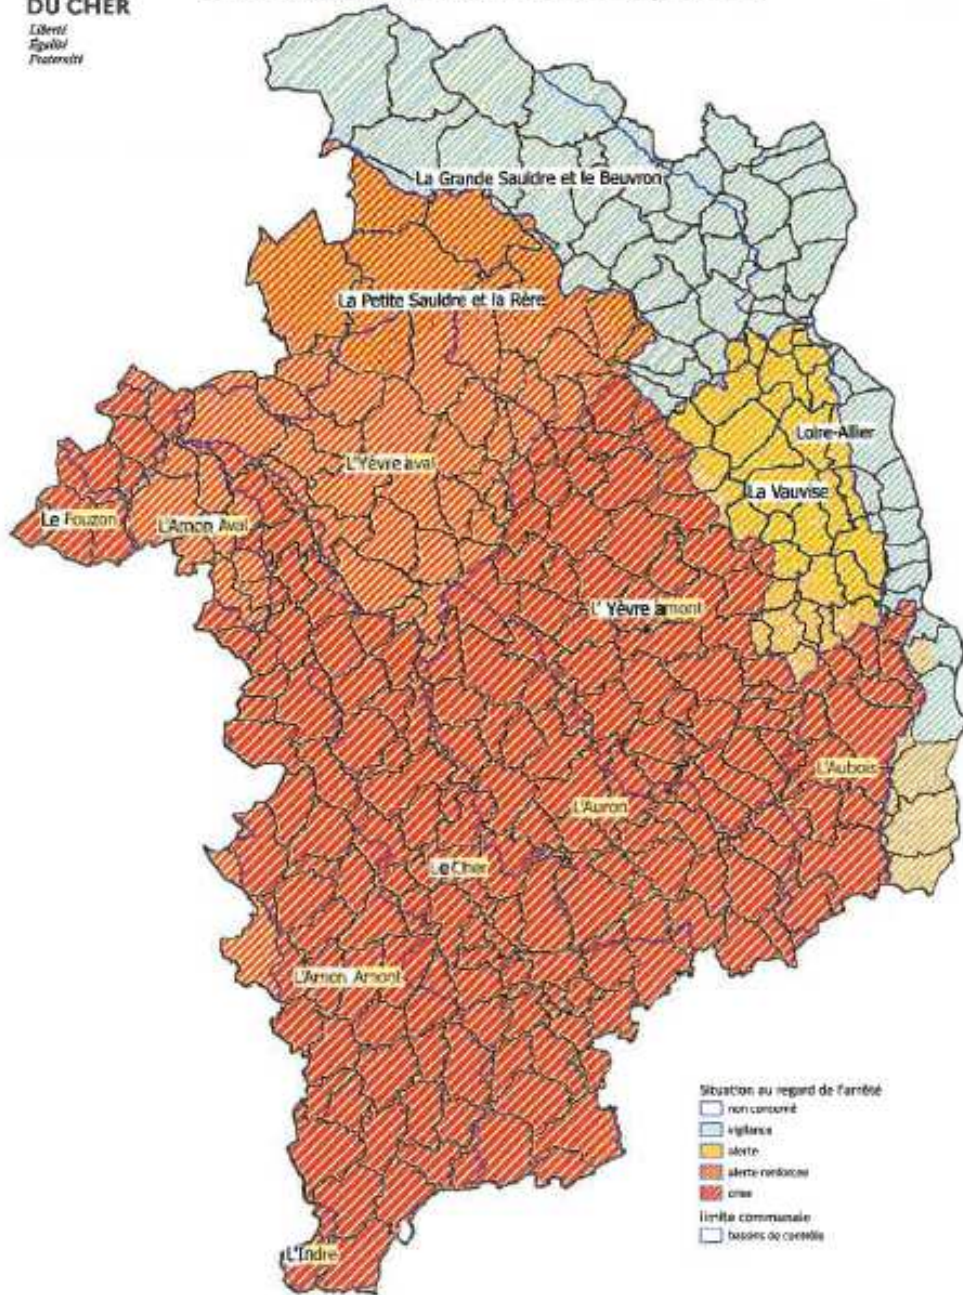 DU CHER
Liberté
Égalité
Fraternité
La Grande Sauldre et le Beuvron
La Petite Sauldre et la Rère
Loire-Allier
L'Yèvre aval
La Vauvise
Le Fouzon
L'Arnon Aval
L' Yèvre amont
L'Aubois
L'Auron
Le Cher
L'Arnon Amont
L'Indre
Situation au regard de l'arrêté
non concerné
vigilance
alerte
alerte renforcée
crise
limite communale
bassins de contrôle